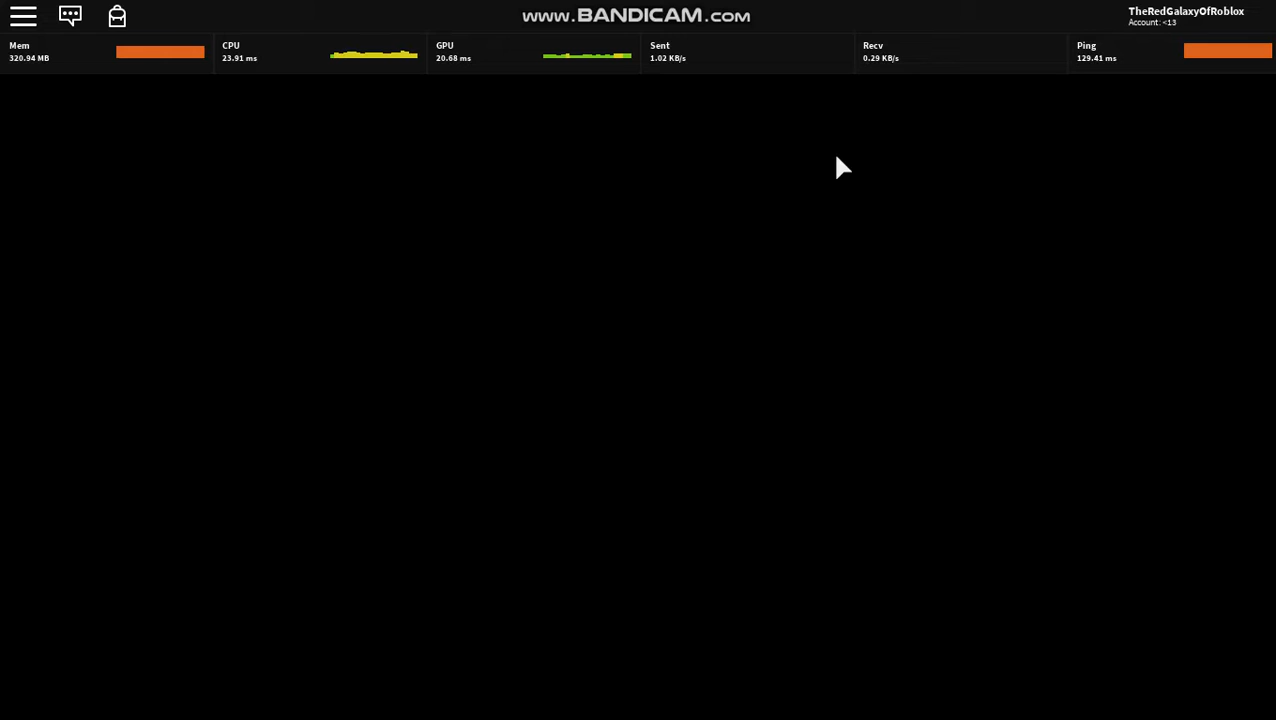 www.BANDICAM.com
TheRedGalaxyOfRoblox
Account: <13
Mem
320.94 MB
CPU
23.91 ms
GPU
20.68 ms
Sent
1.02 KB/s
Recv
0.29 KB/s
Ping
129.41 ms